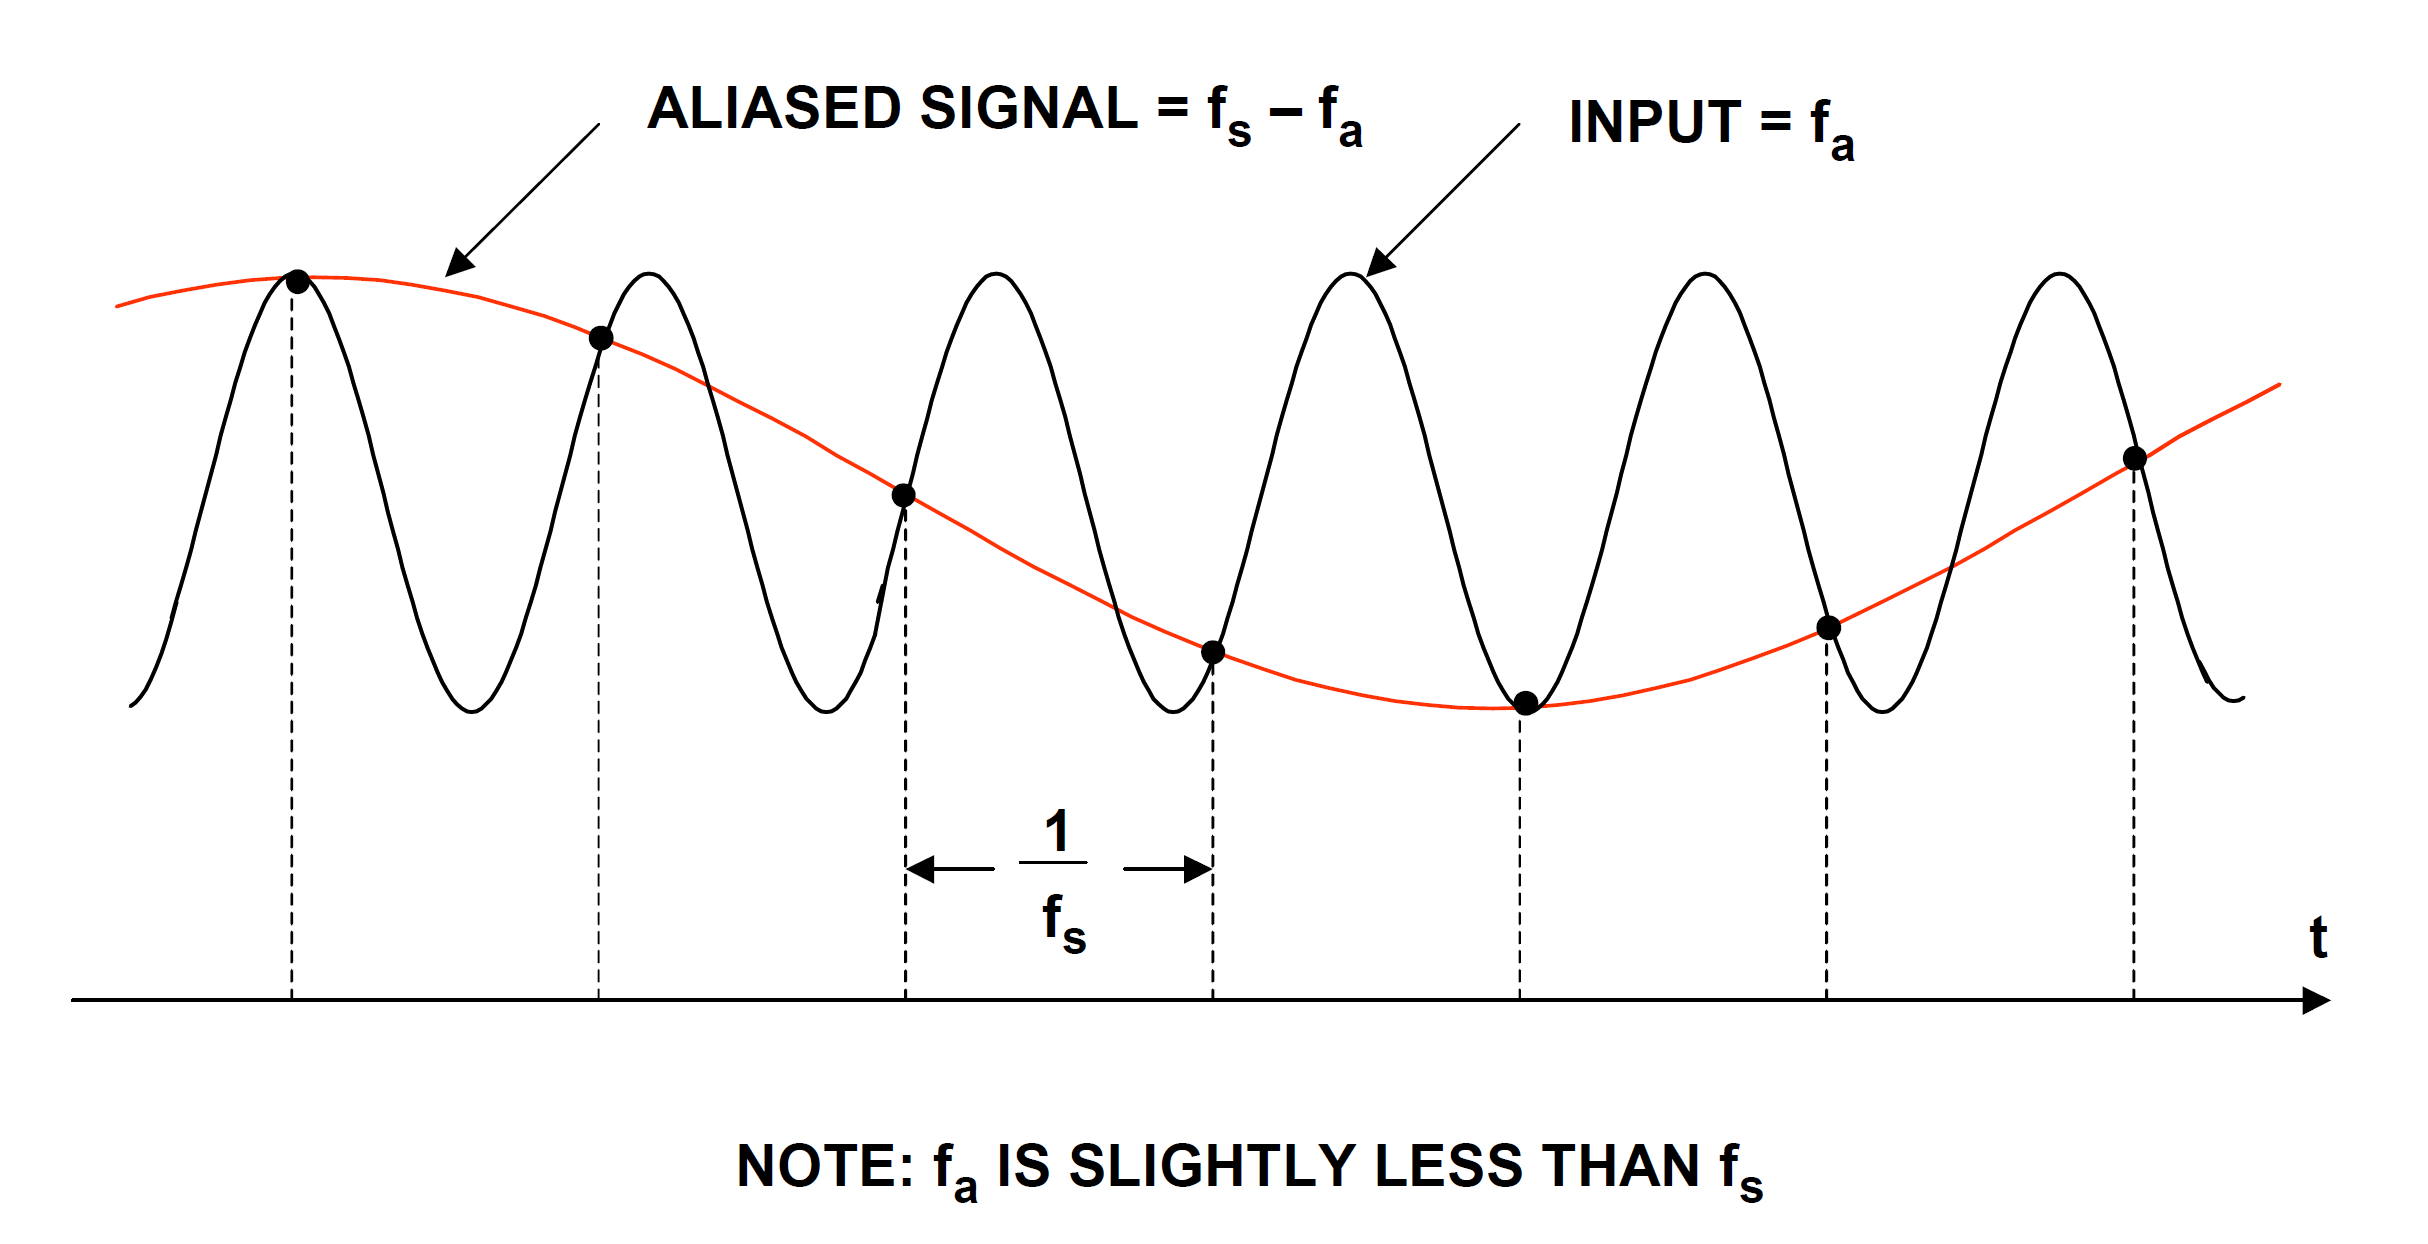 ALIASED SIGNAL = fs – fa
INPUT = fa
1
fs
t
NOTE: fa IS SLIGHTLY LESS THAN fs